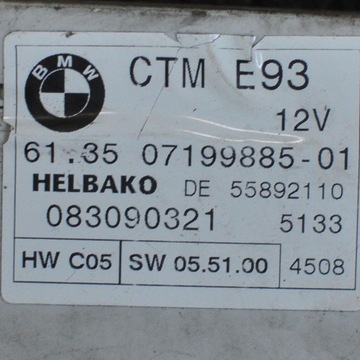 BMW
CTM E93
12V
61.35 07199885-01
HELBAKO DE 55892110
083090321 5133
HW C05 SW 05.51.00 4508